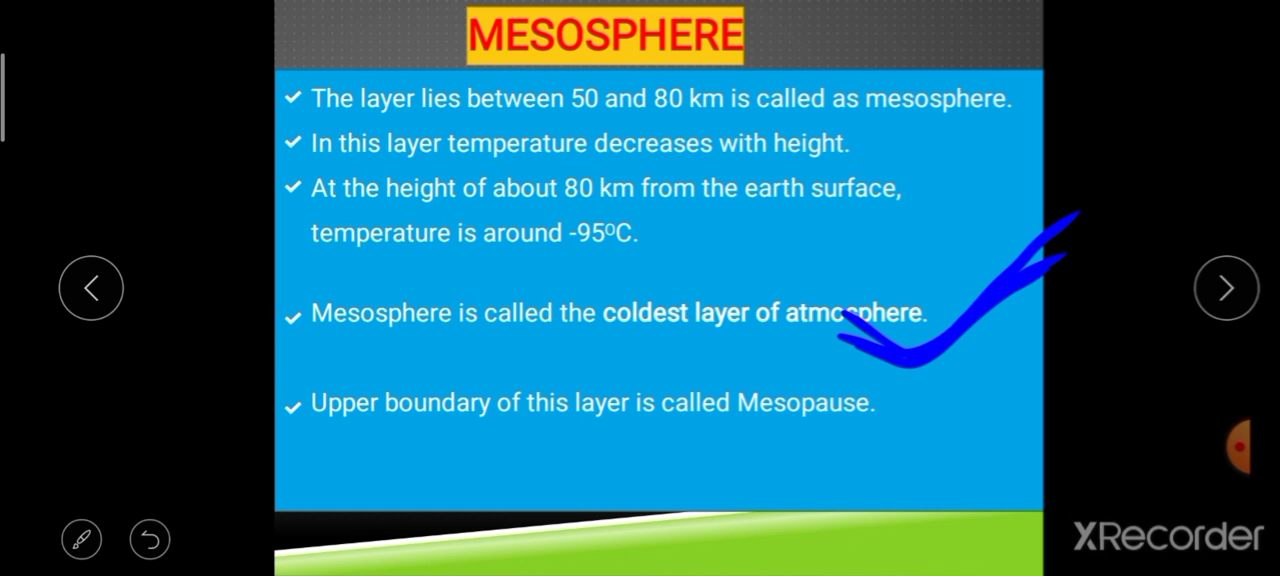 MESOSPHERE
The layer lies between 50 and 80 km is called as mesosphere.
In this layer temperature decreases with height.
At the height of about 80 km from the earth surface,
temperature is around -95⁰C.
Mesosphere is called the coldest layer of atmosphere.
Upper boundary of this layer is called Mesopause.
XRecorder